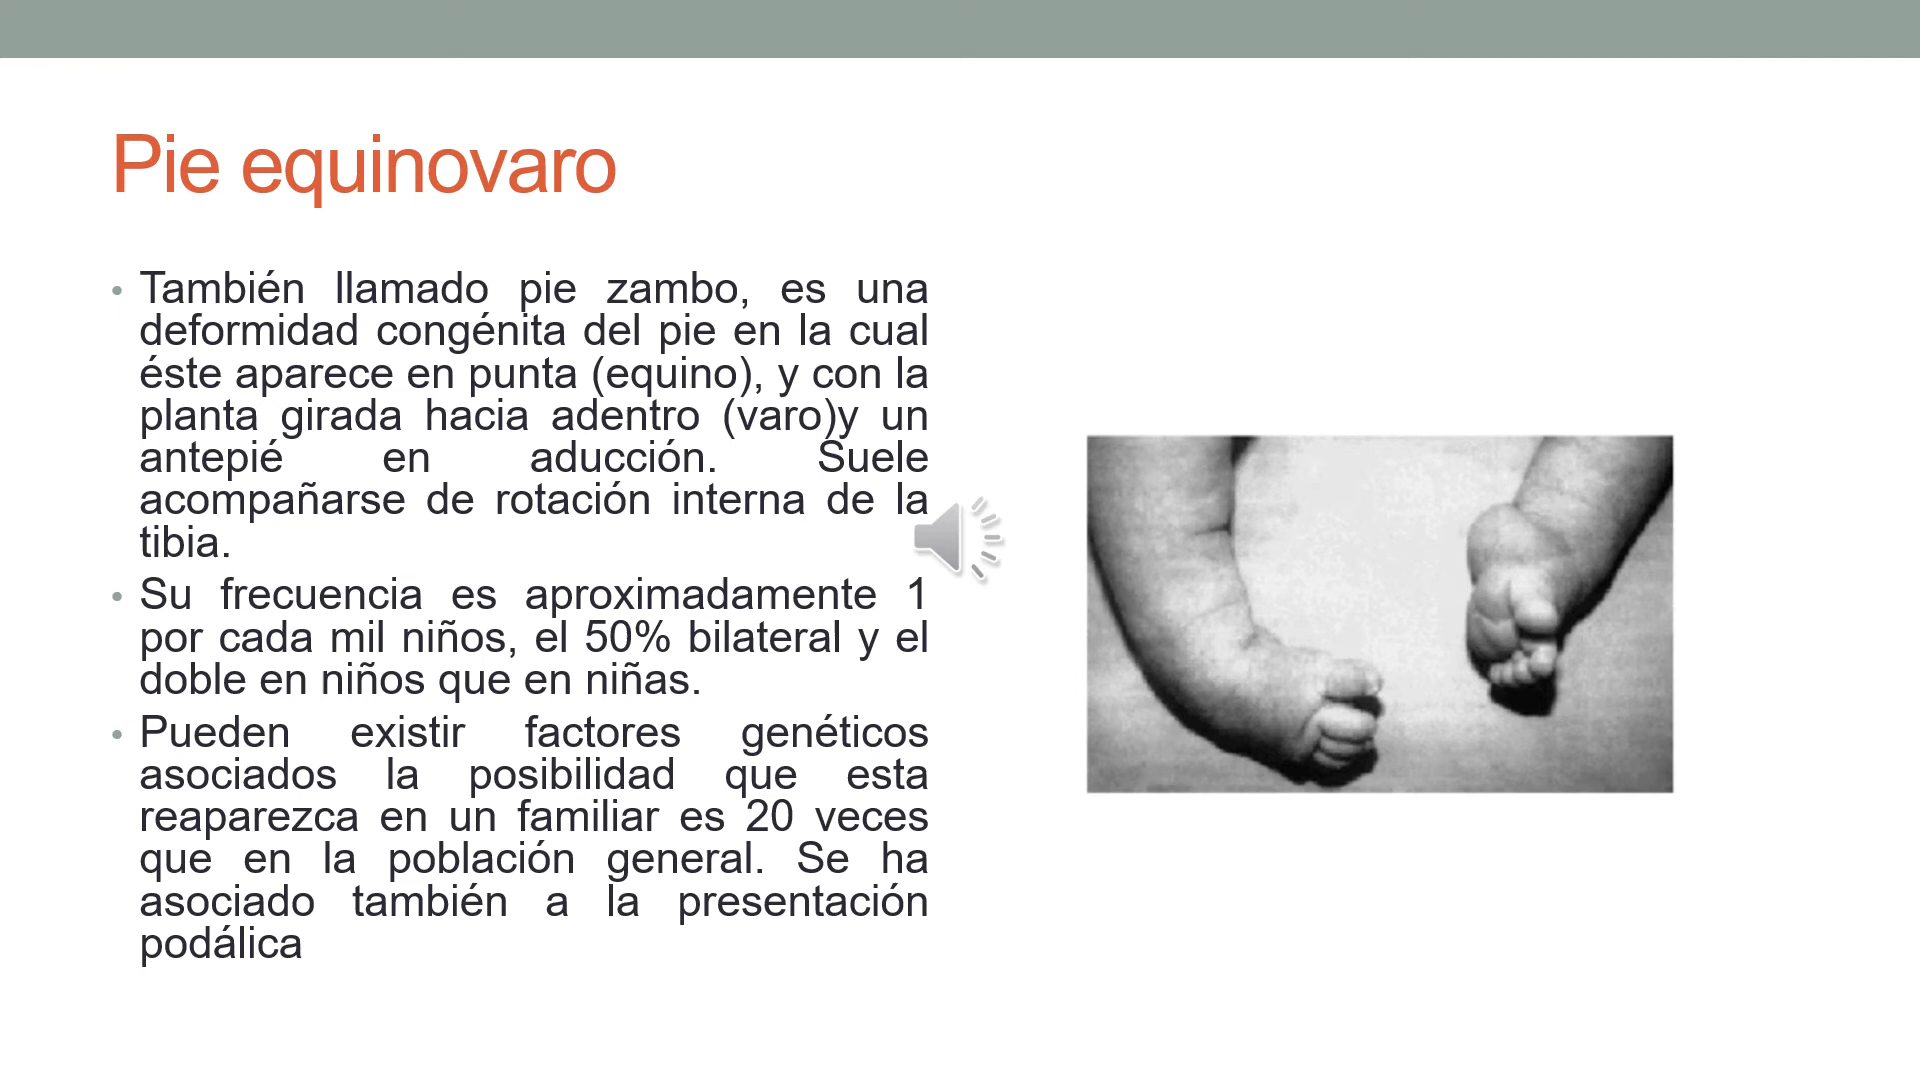 Pie equinovaro
• También llamado pie zambo, es una
deformidad congénita del pie en la cual
éste aparece en punta (equino), y con la
planta girada hacia adentro (varo)y un
antepié en aducción. Suele
acompañarse de rotación interna de la
tibia.
• Su frecuencia es aproximadamente 1
por cada mil niños, el 50% bilateral y el
doble en niños que en niñas.
• Pueden existir factores genéticos
asociados la posibilidad que esta
reaparezca en un familiar es 20 veces
que en la población general. Se ha
asociado también a la presentación
podálica